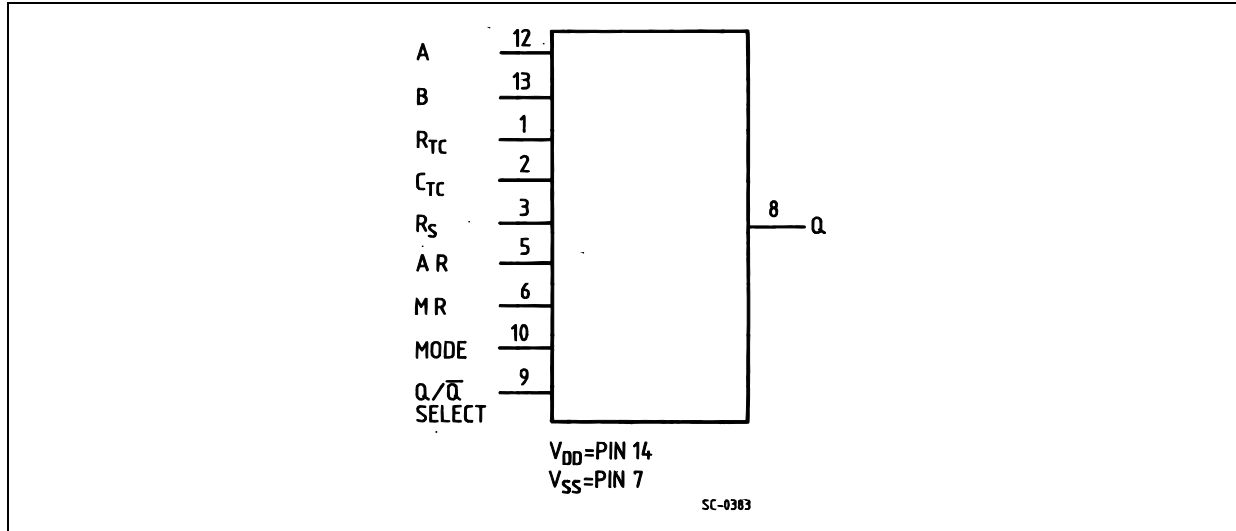 A 12
B 13
R_TC 1
C_TC 2
R_S 3
8 Q
A R 5
M R 6
MODE 10
Q/Q̅ 9
SELECT
V_DD=PIN 14
V_SS=PIN 7
SC-0383